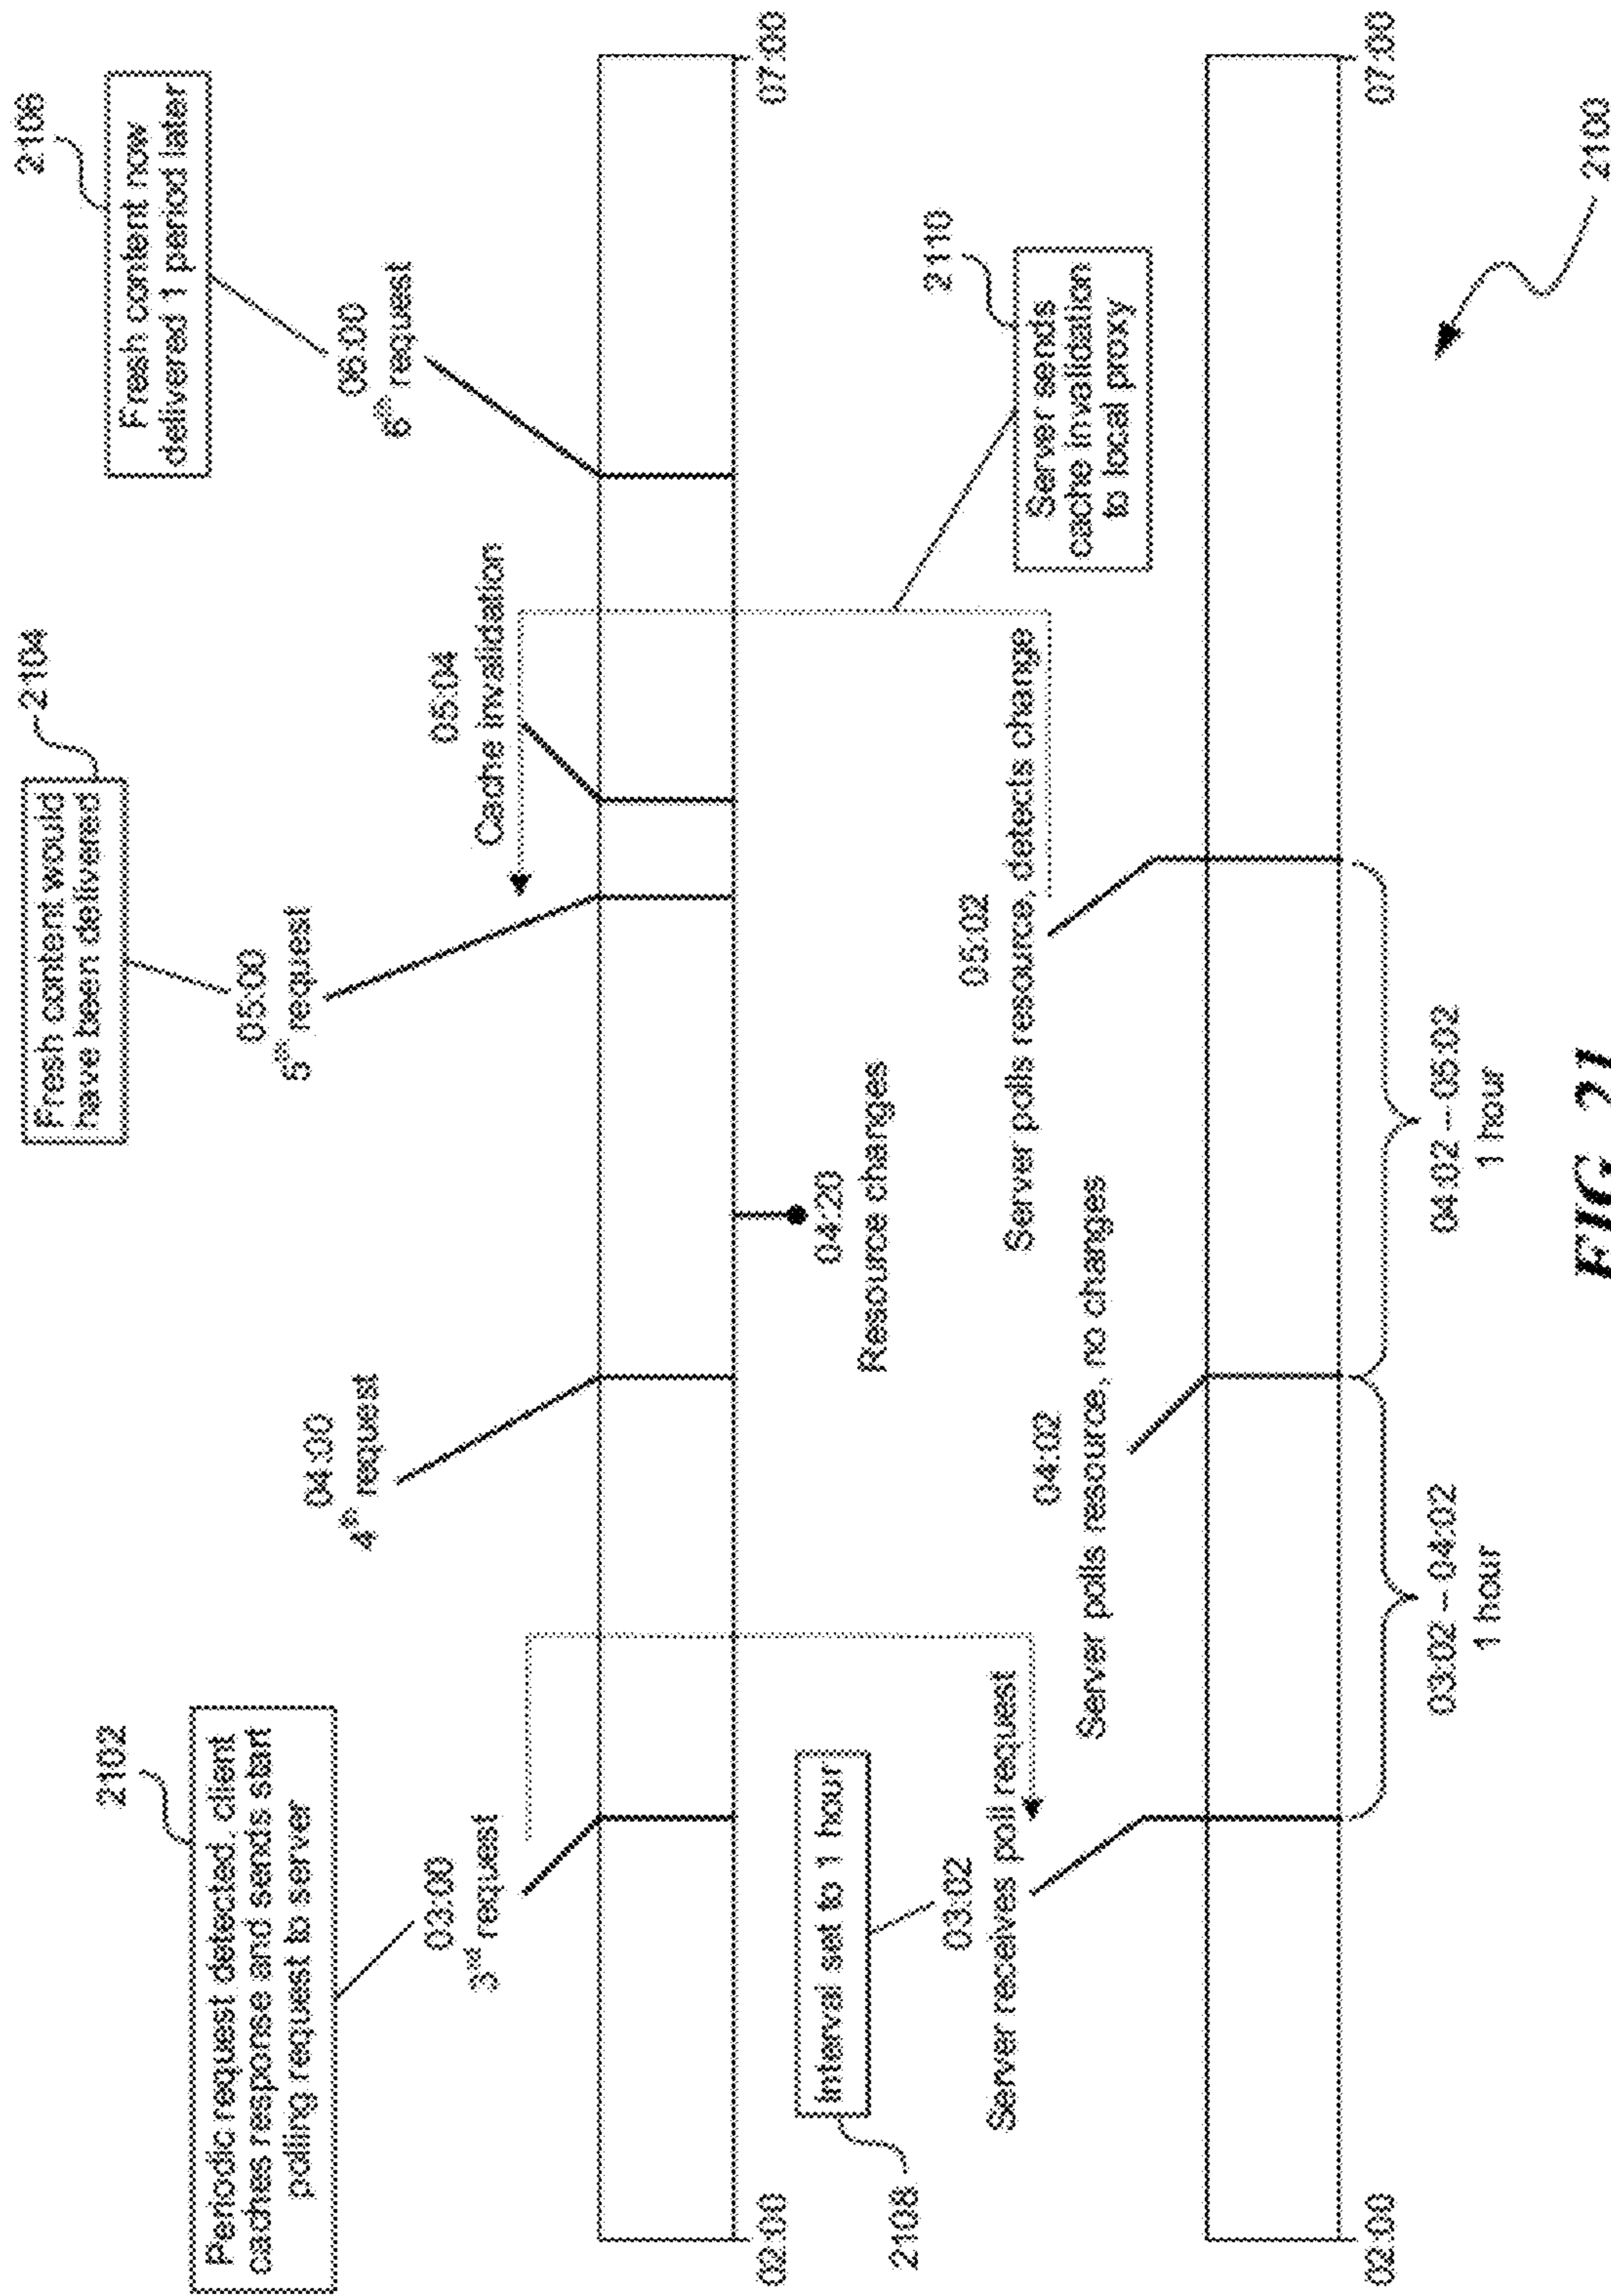 2102
Periodic request detected, client
caches response and sends start
polling request to server
03:00
3rd request
04:00
4th request
2104
Fresh content would
have been delivered
05:00
5th request
05:04
Cache invalidation
2106
Fresh content now
delivered 1 period later
06:00
6th request
02:00
07:00
04:20
Resource changes
2108
Interval set to 1 hour
03:02
Server receives poll request
04:02
Server polls resource, no changes
05:02
Server polls resource, detects change
2110
Server sends
cache invalidation
to local proxy
02:00
07:00
03:02 -- 04:02
1 hour
04:02 -- 05:02
1 hour
2100
FIG. 21